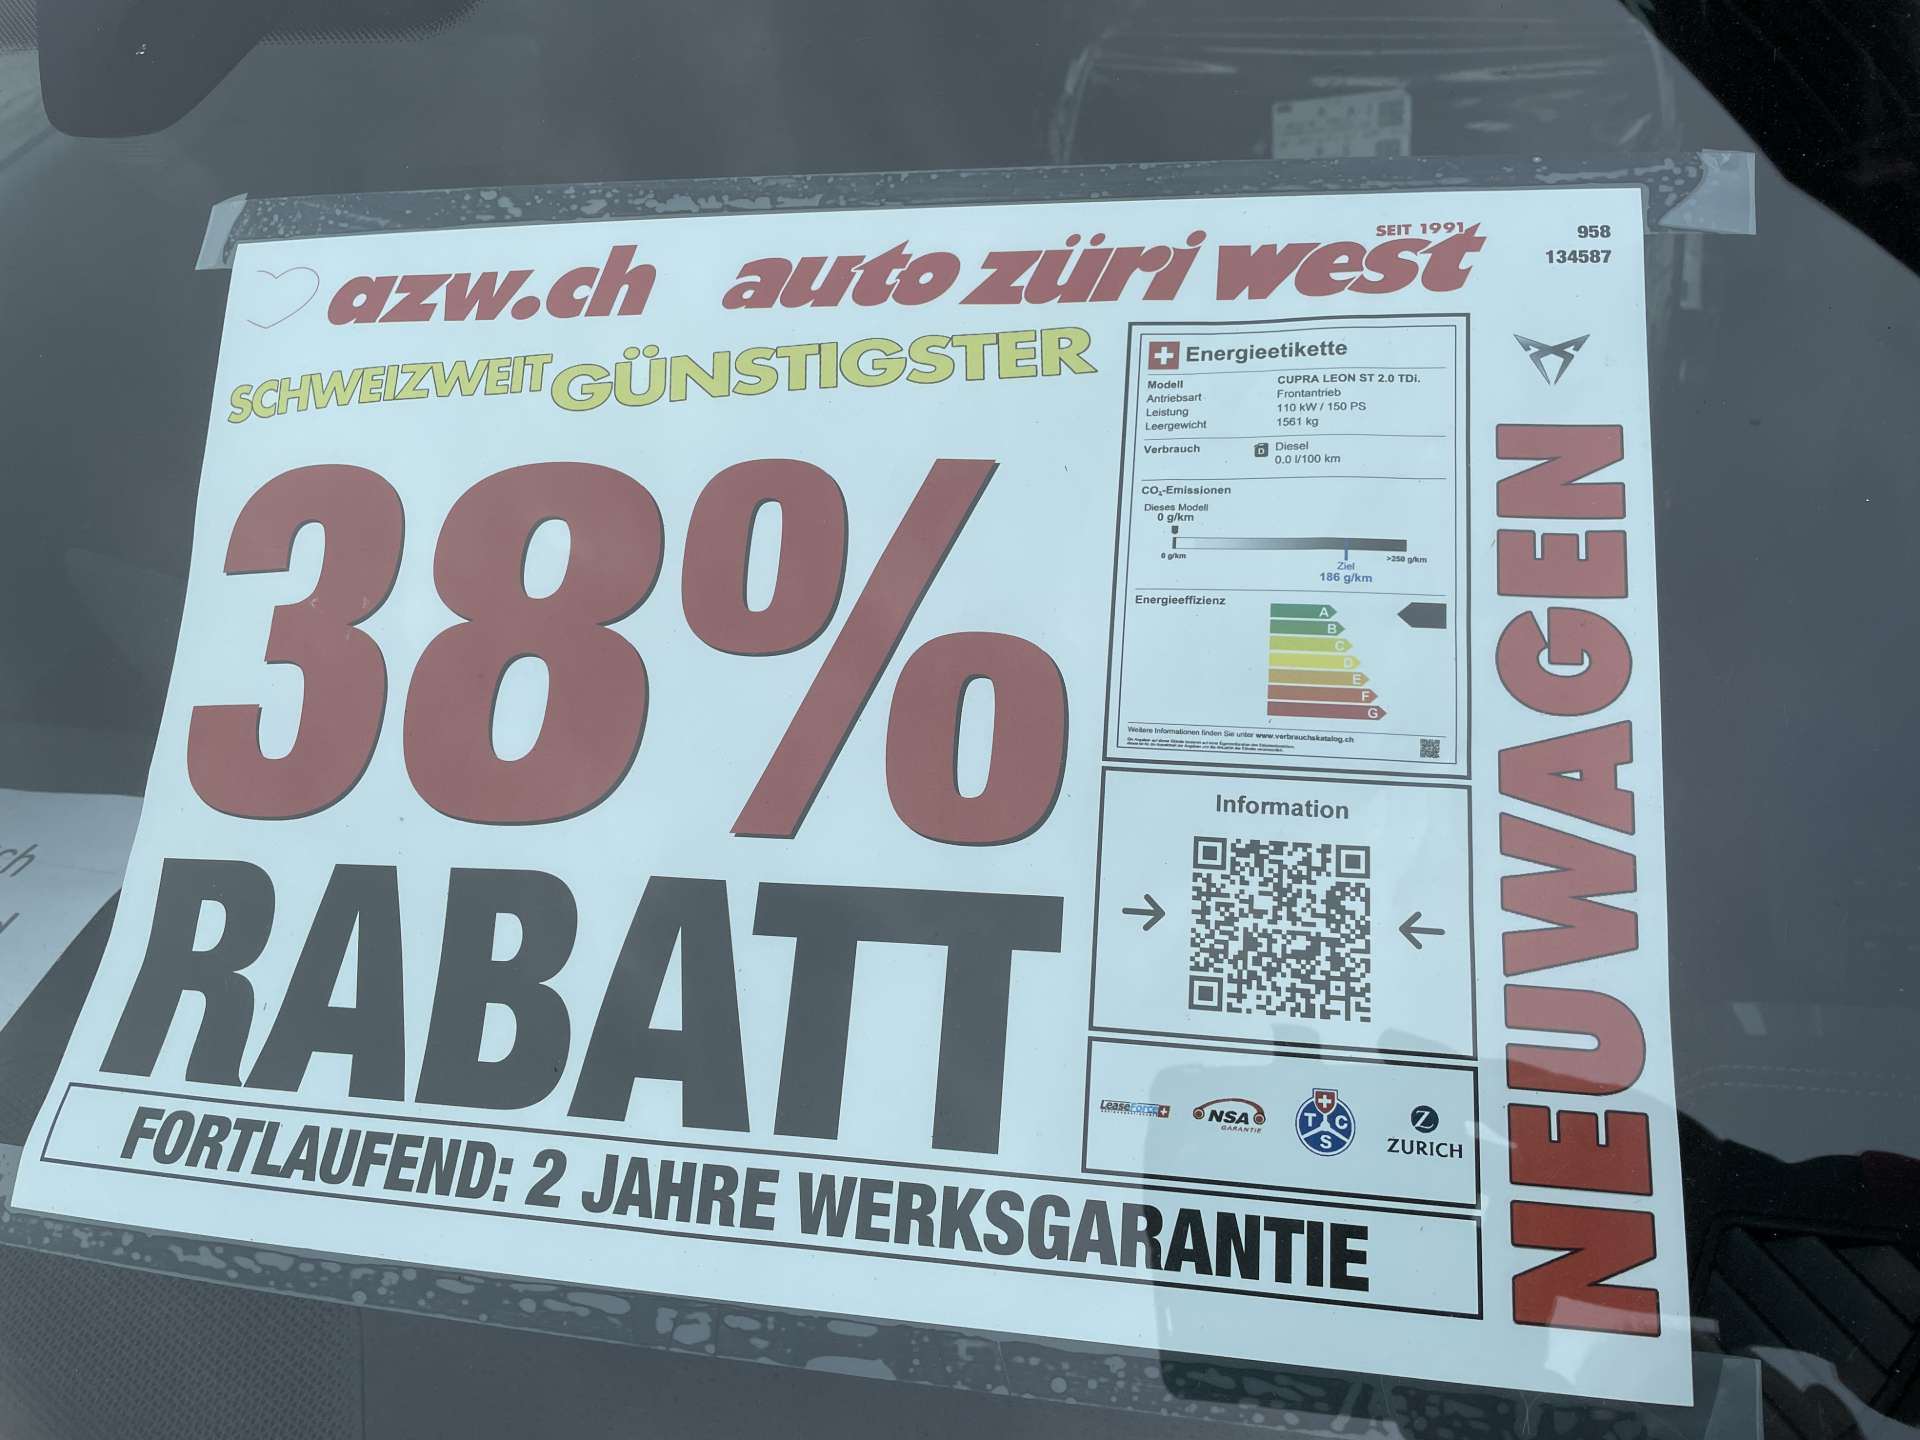 azw.ch auto züri west
SEIT 1991
958
134587
SCHWEIZWEIT GÜNSTIGSTER
38%
RABATT
FORTLAUFEND: 2 JAHRE WERKSGARANTIE
Energieetikette
Modell CUPRA LEON ST 2.0 TDi.
Antriebsart Frontantrieb
Leistung 110 kW / 150 PS
Leergewicht 1561 kg
Verbrauch D Diesel
0.0 l/100 km
CO₂-Emissionen
Dieses Modell
0 g/km
0 g/km >250 g/km
Ziel
186 g/km
Energieeffizienz
A
B
C
D
E
F
G
Weitere Informationen finden Sie unter www.verbrauchskatalog.ch
Information
LeaseForce
NSA
GARANTIE
TCS
Z
ZURICH
NEUWAGEN